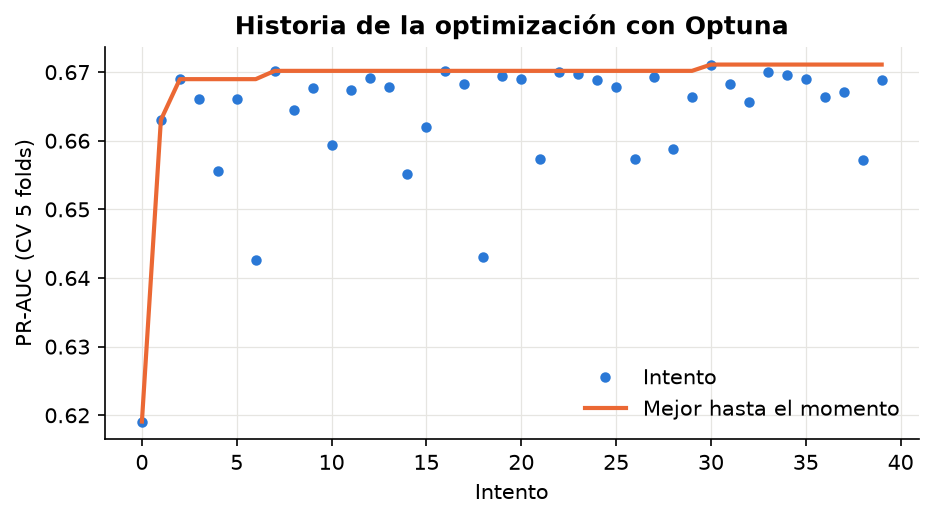 Historia de la optimización con Optuna
PR-AUC (CV 5 folds)
0.67
0.66
0.65
0.64
0.63
0.62
Intento
Mejor hasta el momento
0 5 10 15 20 25 30 35 40
Intento